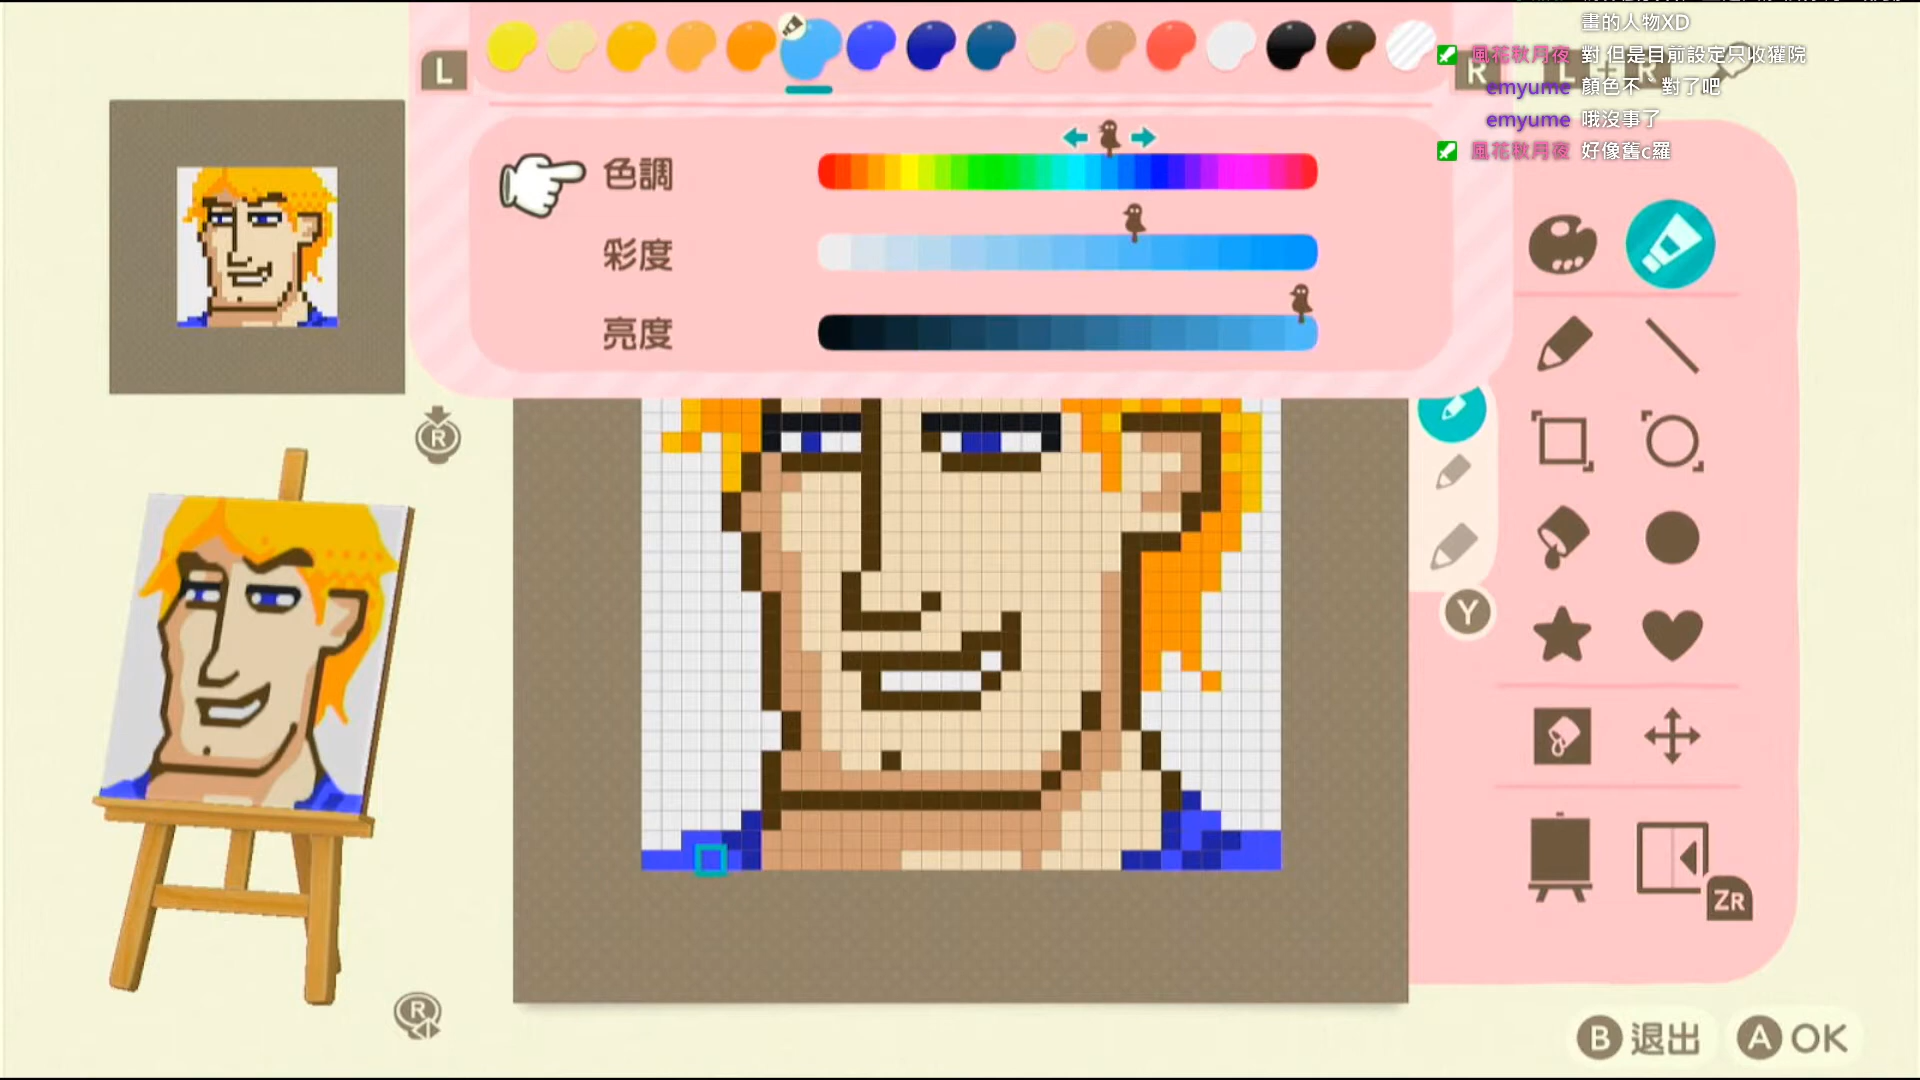 畫的人物XD
風花秋月夜 對 但是目前設定只收獾院
emyume 顏色不、對了吧
emyume 哦沒事了
風花秋月夜 好像舊c羅
L
R
L+R
色調
彩度
亮度
R
Y
ZR
R
B 退出
A OK